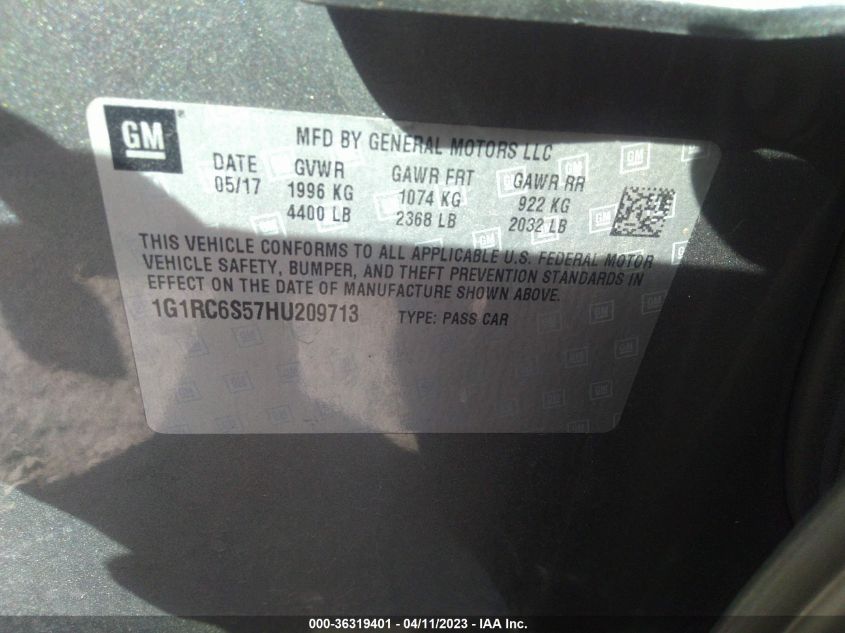 GM
MFD BY GENERAL MOTORS LLC
DATE GVWR GAWR FRT GAWR RR
05/17 1996 KG 1074 KG 922 KG
4400 LB 2368 LB 2032 LB
THIS VEHICLE CONFORMS TO ALL APPLICABLE U.S. FEDERAL MOTOR
VEHICLE SAFETY, BUMPER, AND THEFT PREVENTION STANDARDS IN
EFFECT ON THE DATE OF MANUFACTURE SHOWN ABOVE.
1G1RC6S57HU209713 TYPE: PASS CAR
000-36319401 - 04/11/2023 - IAA Inc.